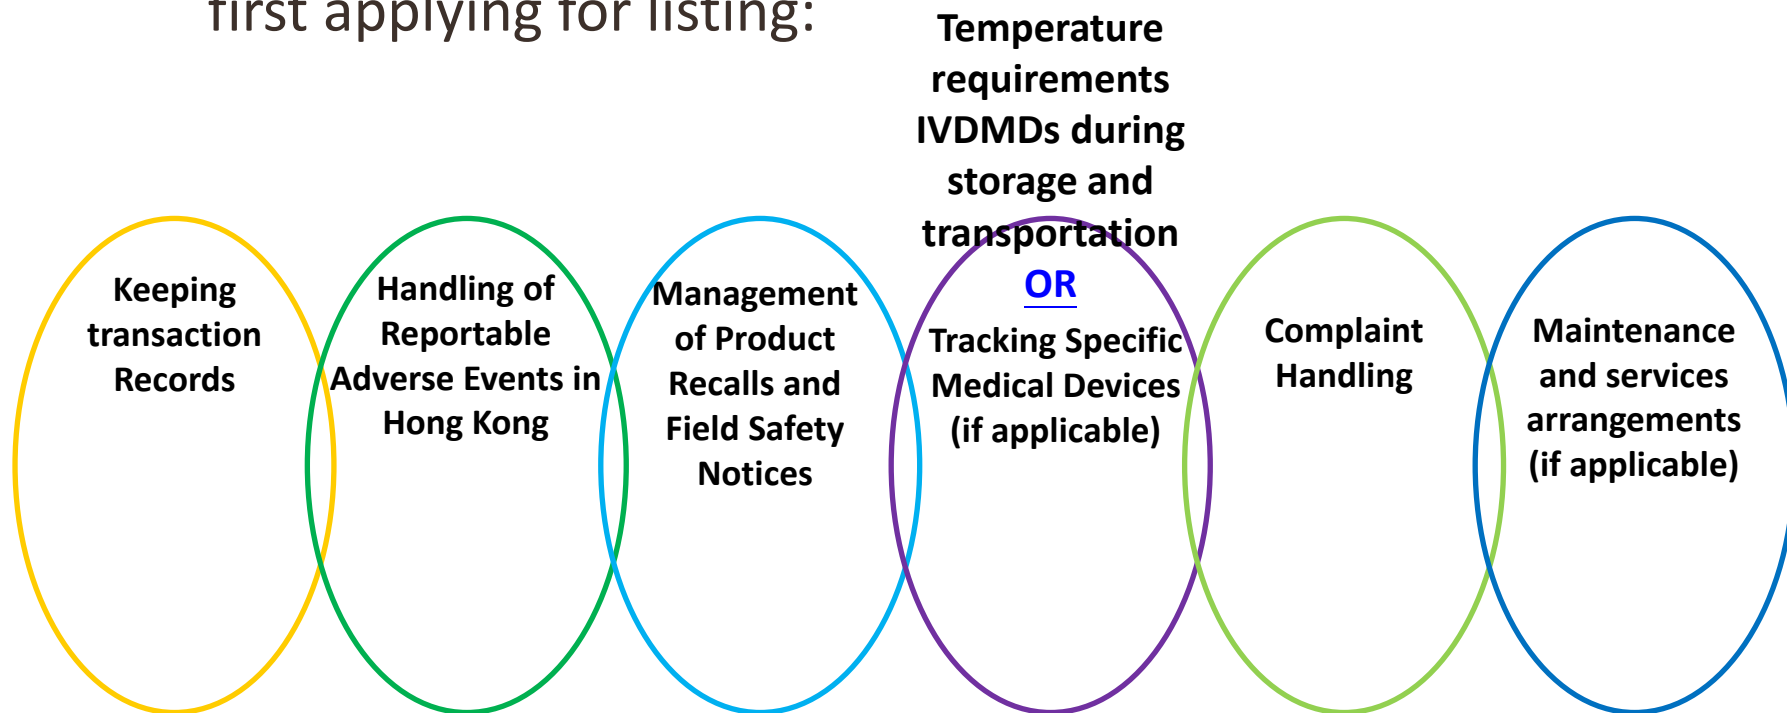 first applying for listing:
Keeping
transaction
Records
Handling of
Reportable
Adverse Events in
Hong Kong
Management
of Product
Recalls and
Field Safety
Notices
Temperature
requirements
IVDMDs during
storage and
transportation
OR
Tracking Specific
Medical Devices
(if applicable)
Complaint
Handling
Maintenance
and services
arrangements
(if applicable)